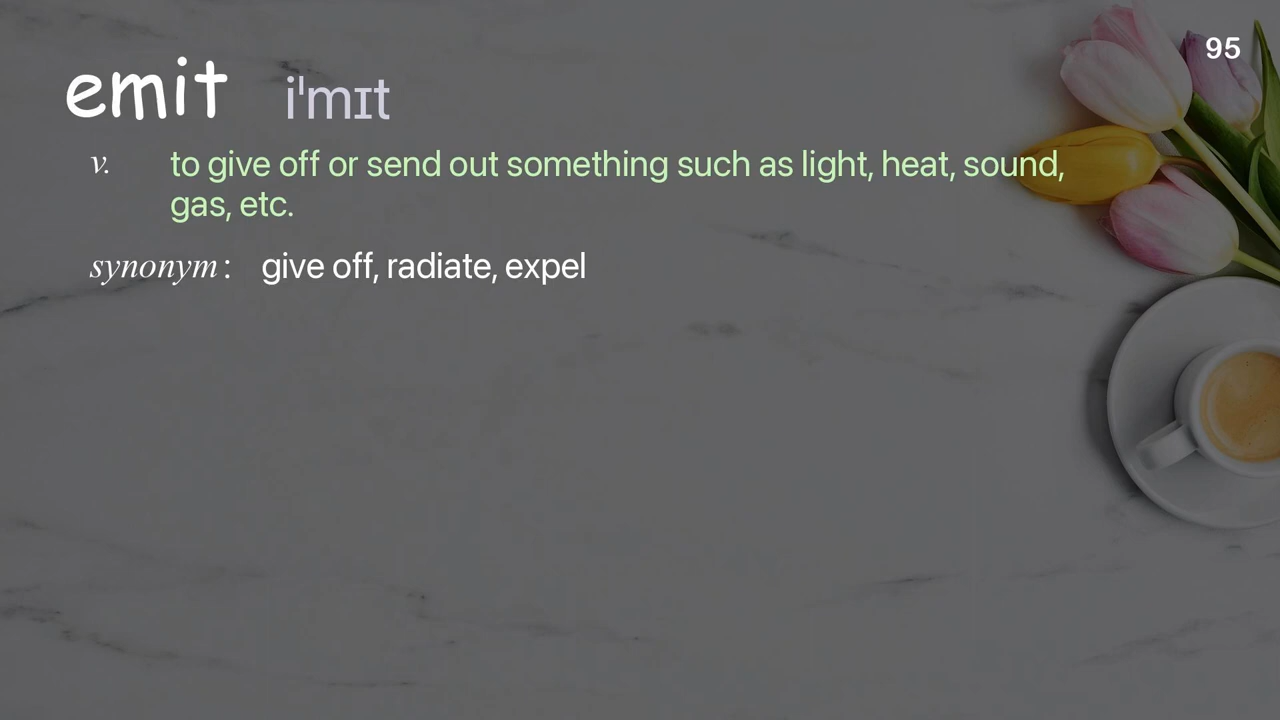 95
emit iˈmɪt
v. to give off or send out something such as light, heat, sound,
gas, etc.
synonym: give off, radiate, expel